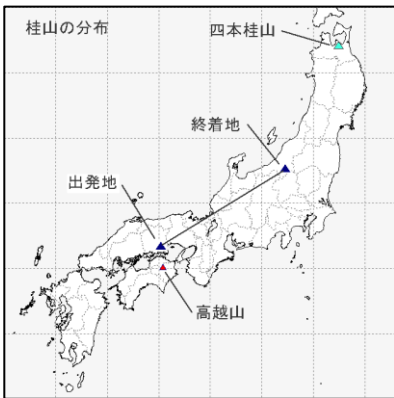 桂山の分布
四本桂山
終着地
出発地
高越山